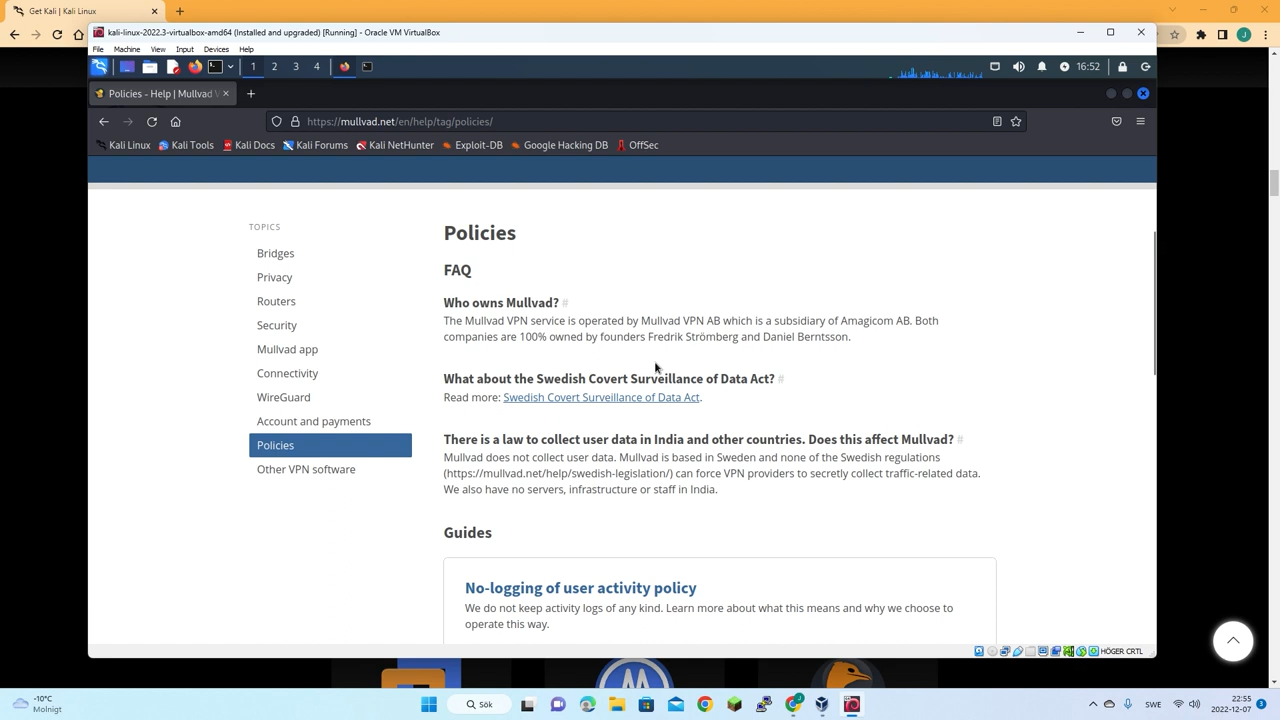 Get Kali | Kali Linux
kali-linux-2022.3-virtualbox-amd64 (Installed and upgraded) [Running] - Oracle VM VirtualBox
File Machine View Input Devices Help
1 2 3 4 16:52
Policies - Help | Mullvad V
https://mullvad.net/en/help/tag/policies/
Kali Linux Kali Tools Kali Docs Kali Forums Kali NetHunter Exploit-DB Google Hacking DB OffSec
TOPICS
Bridges
Privacy
Routers
Security
Mullvad app
Connectivity
WireGuard
Account and payments
Policies
Other VPN software
Policies
FAQ
Who owns Mullvad? #
The Mullvad VPN service is operated by Mullvad VPN AB which is a subsidiary of Amagicom AB. Both
companies are 100% owned by founders Fredrik Strömberg and Daniel Berntsson.
What about the Swedish Covert Surveillance of Data Act? #
Read more: Swedish Covert Surveillance of Data Act.
There is a law to collect user data in India and other countries. Does this affect Mullvad? #
Mullvad does not collect user data. Mullvad is based in Sweden and none of the Swedish regulations
(https://mullvad.net/help/swedish-legislation/) can force VPN providers to secretly collect traffic-related data.
We also have no servers, infrastructure or staff in India.
Guides
No-logging of user activity policy
We do not keep activity logs of any kind. Learn more about what this means and why we choose to
operate this way.
HÖGER CRTL
-10°C
Molnigt
Sök
SWE
22:55
2022-12-07
3